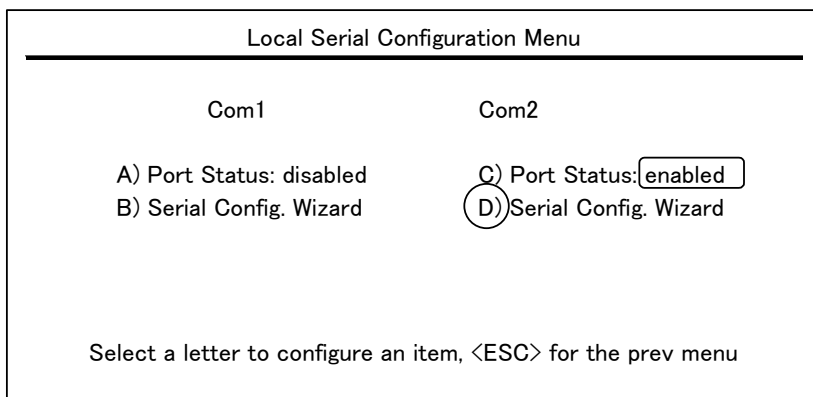 Local Serial Configuration Menu
Com1 Com2
A) Port Status: disabled C) Port Status: enabled
B) Serial Config. Wizard D) Serial Config. Wizard
Select a letter to configure an item, <ESC> for the prev menu